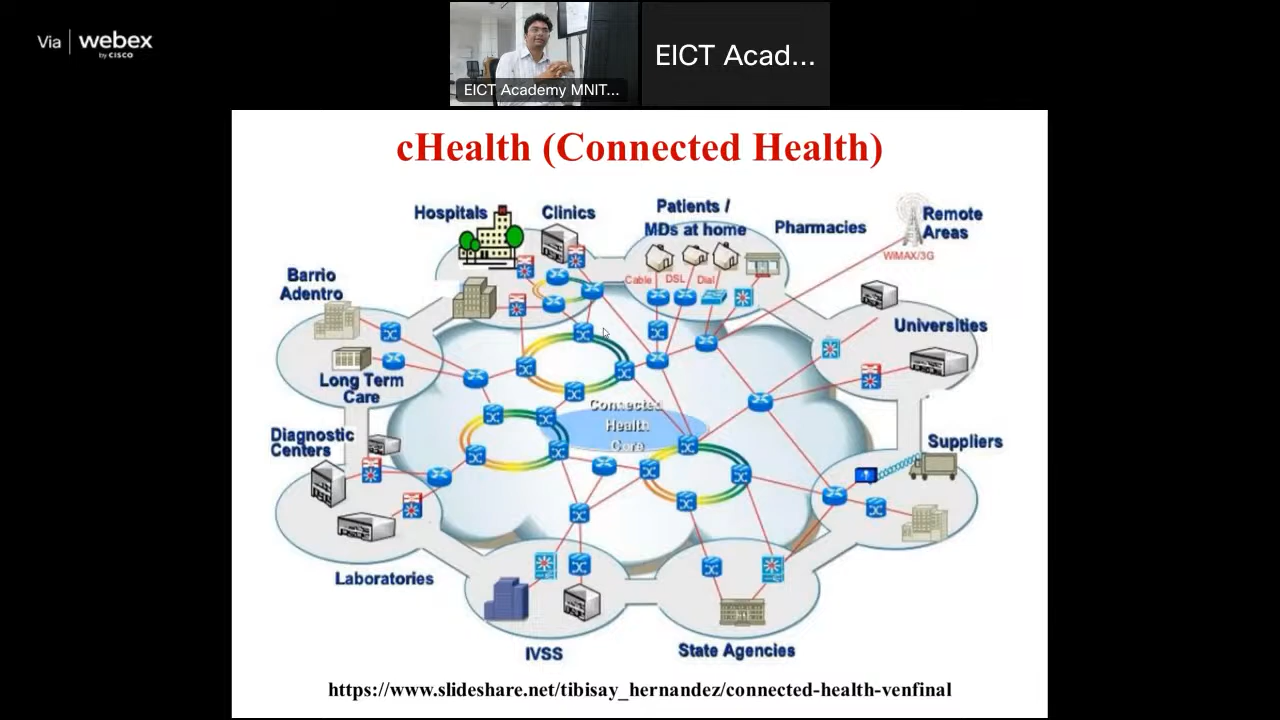 Via webex
by CISCO
EICT Academy MNIT...
EICT Acad...
cHealth (Connected Health)
Hospitals
Clinics
Patients /
MDs at home
Pharmacies
Remote
Areas
WiMAX/3G
Cable
DSL
Dial
Barrio
Adentro
Long Term
Care
Universities
Connected
Health
Care
Diagnostic
Centers
Suppliers
Laboratories
IVSS
State Agencies
https://www.slideshare.net/tibisay_hernandez/connected-health-venfinal